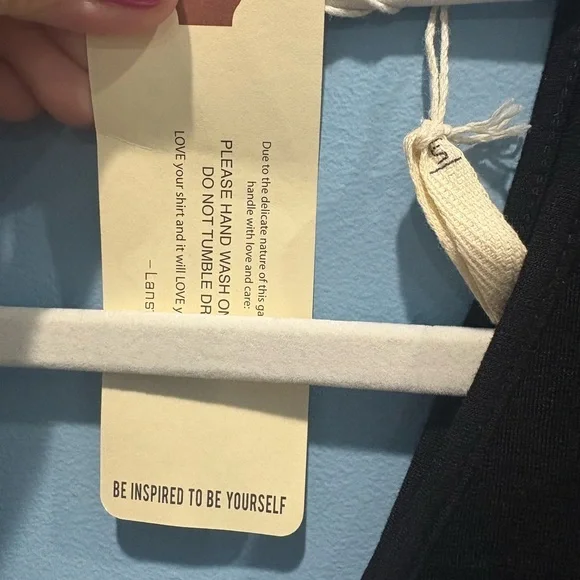 Due to the delicate nature of this ga
handle with love and care:
PLEASE HAND WASH ON
DO NOT TUMBLE DR
LOVE your shirt and it will LOVE y
– Lans
BE INSPIRED TO BE YOURSELF